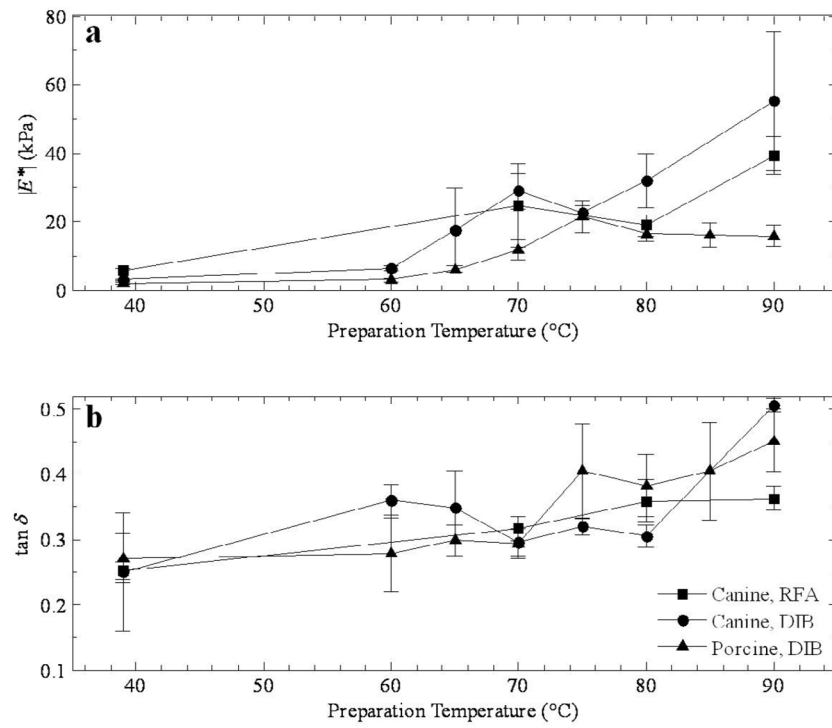 a
80
60
40
20
0
|E*| (kPa)
40 50 60 70 80 90
Preparation Temperature (°C)
b
0.5
0.4
0.3
0.2
0.1
tan δ
Canine, RFA
Canine, DIB
Porcine, DIB
40 50 60 70 80 90
Preparation Temperature (°C)